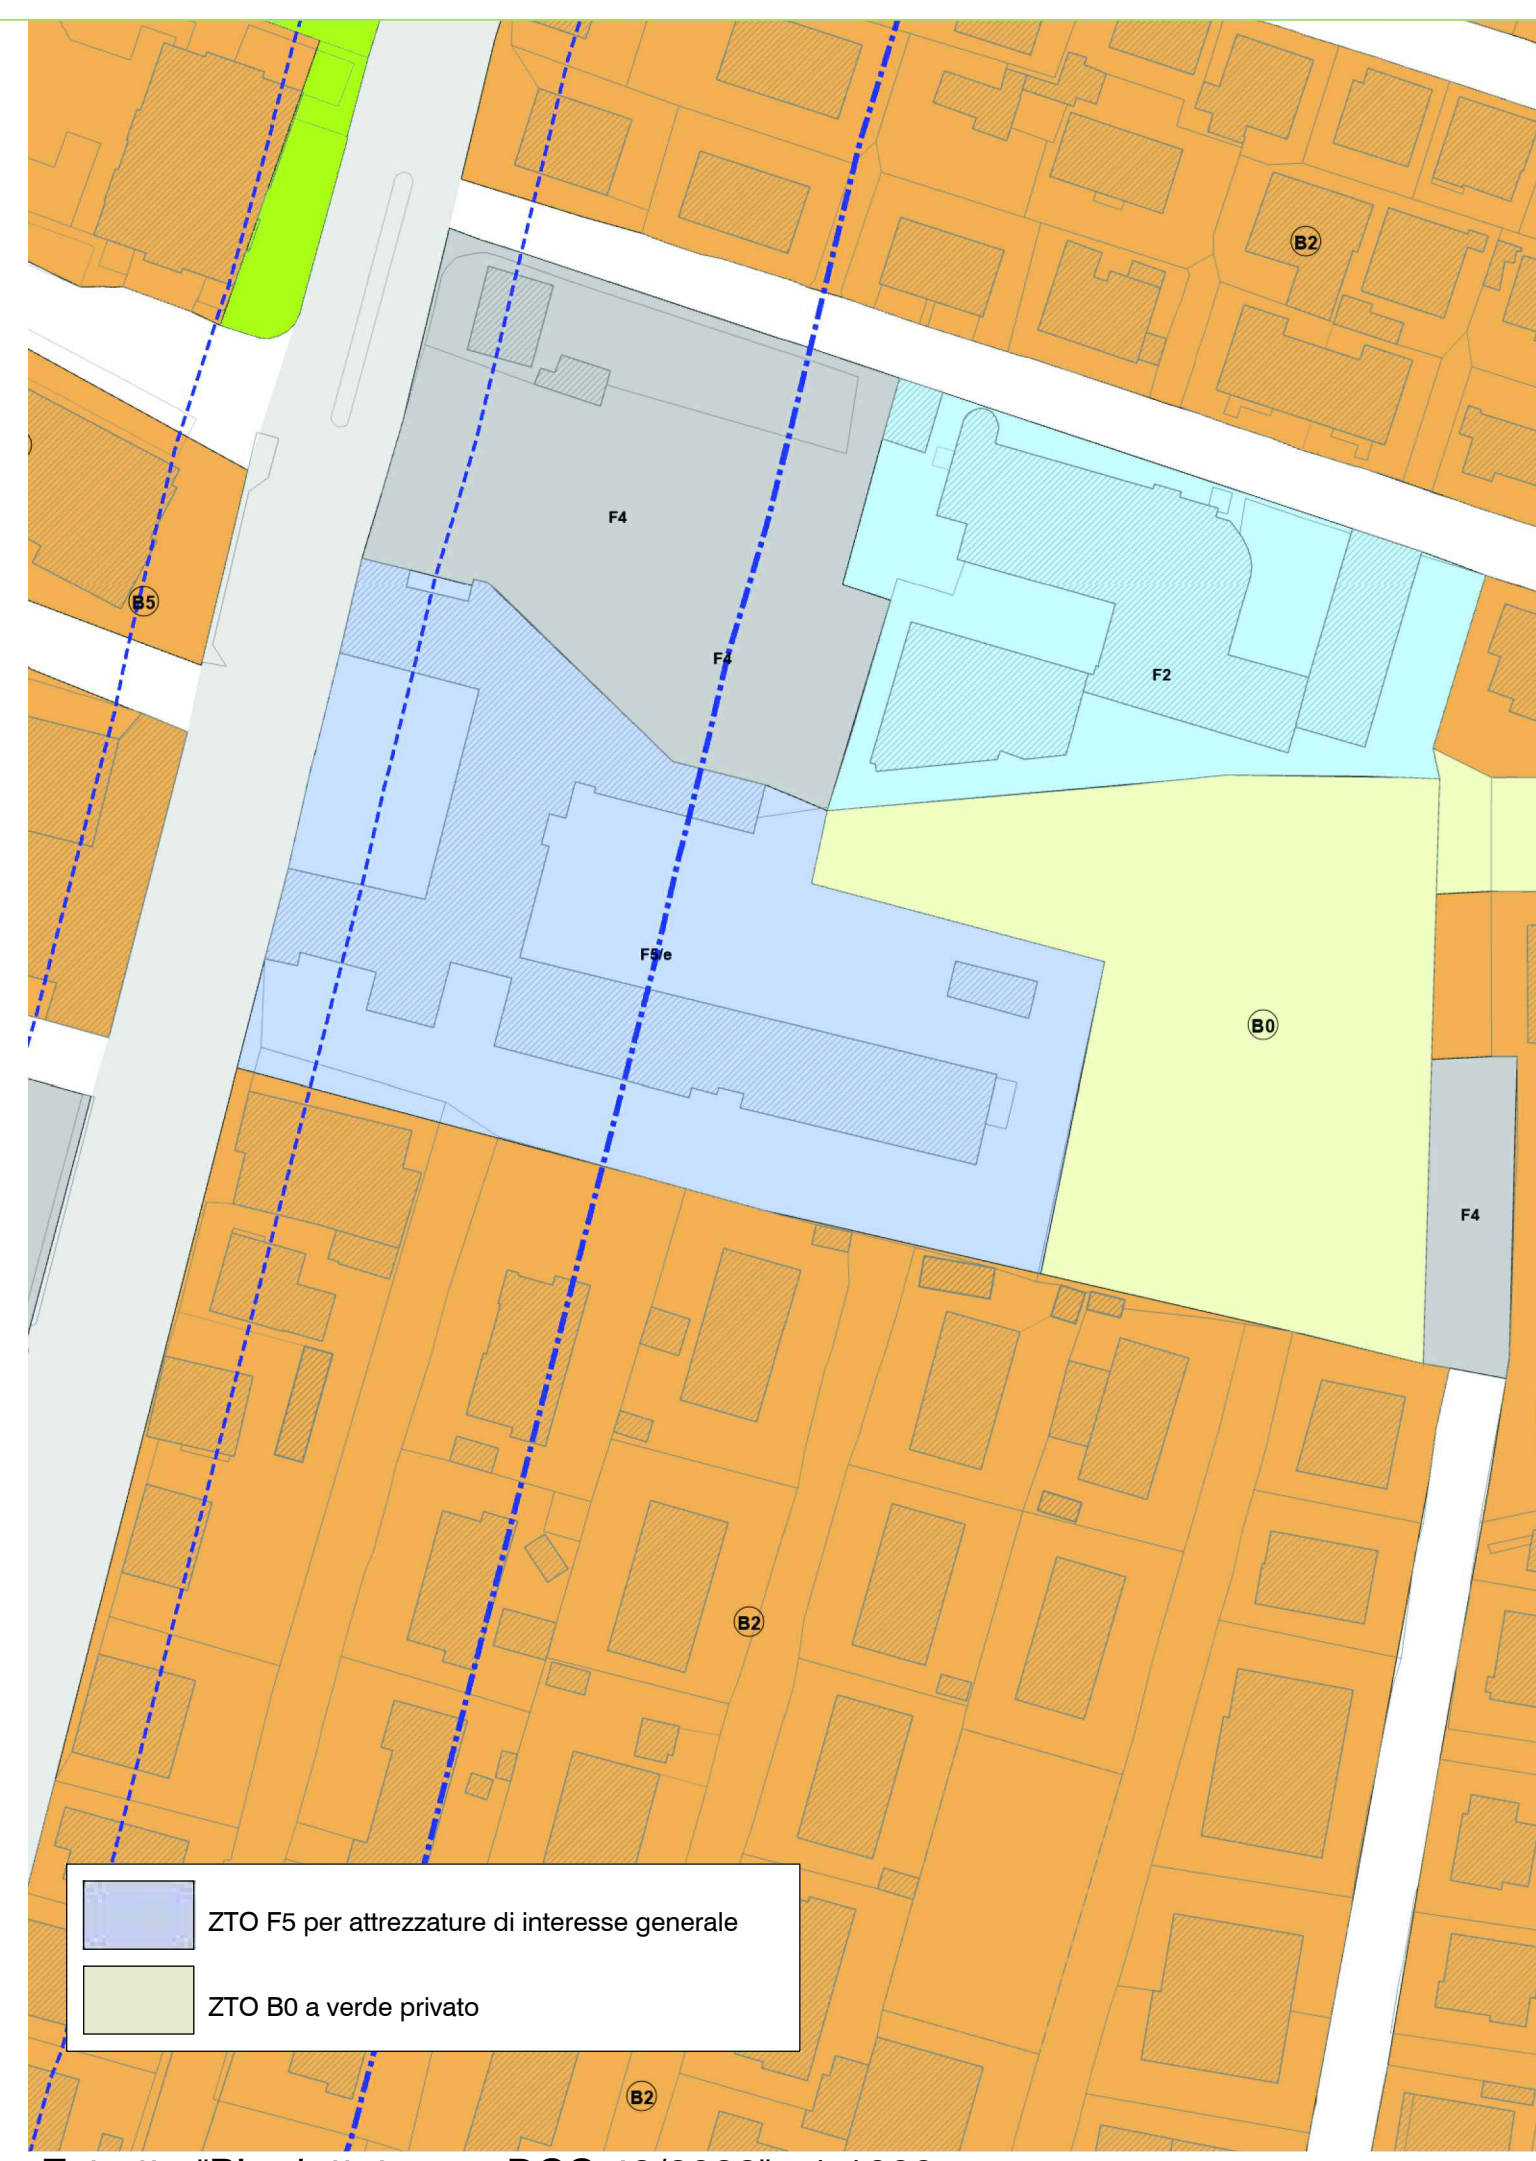 B2
F4
B5
F4
F2
F5/e
B0
F4
B2
ZTO F5 per attrezzature di interesse generale
ZTO B0 a verde privato
B2